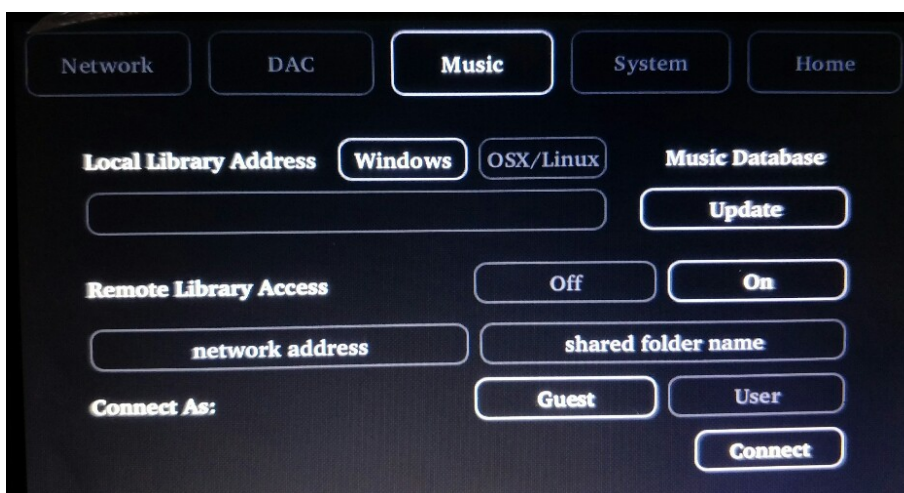 Network DAC Music System Home
Local Library Address Windows OSX/Linux Music Database
Update
Remote Library Access Off On
network address shared folder name
Connect As: Guest User
Connect